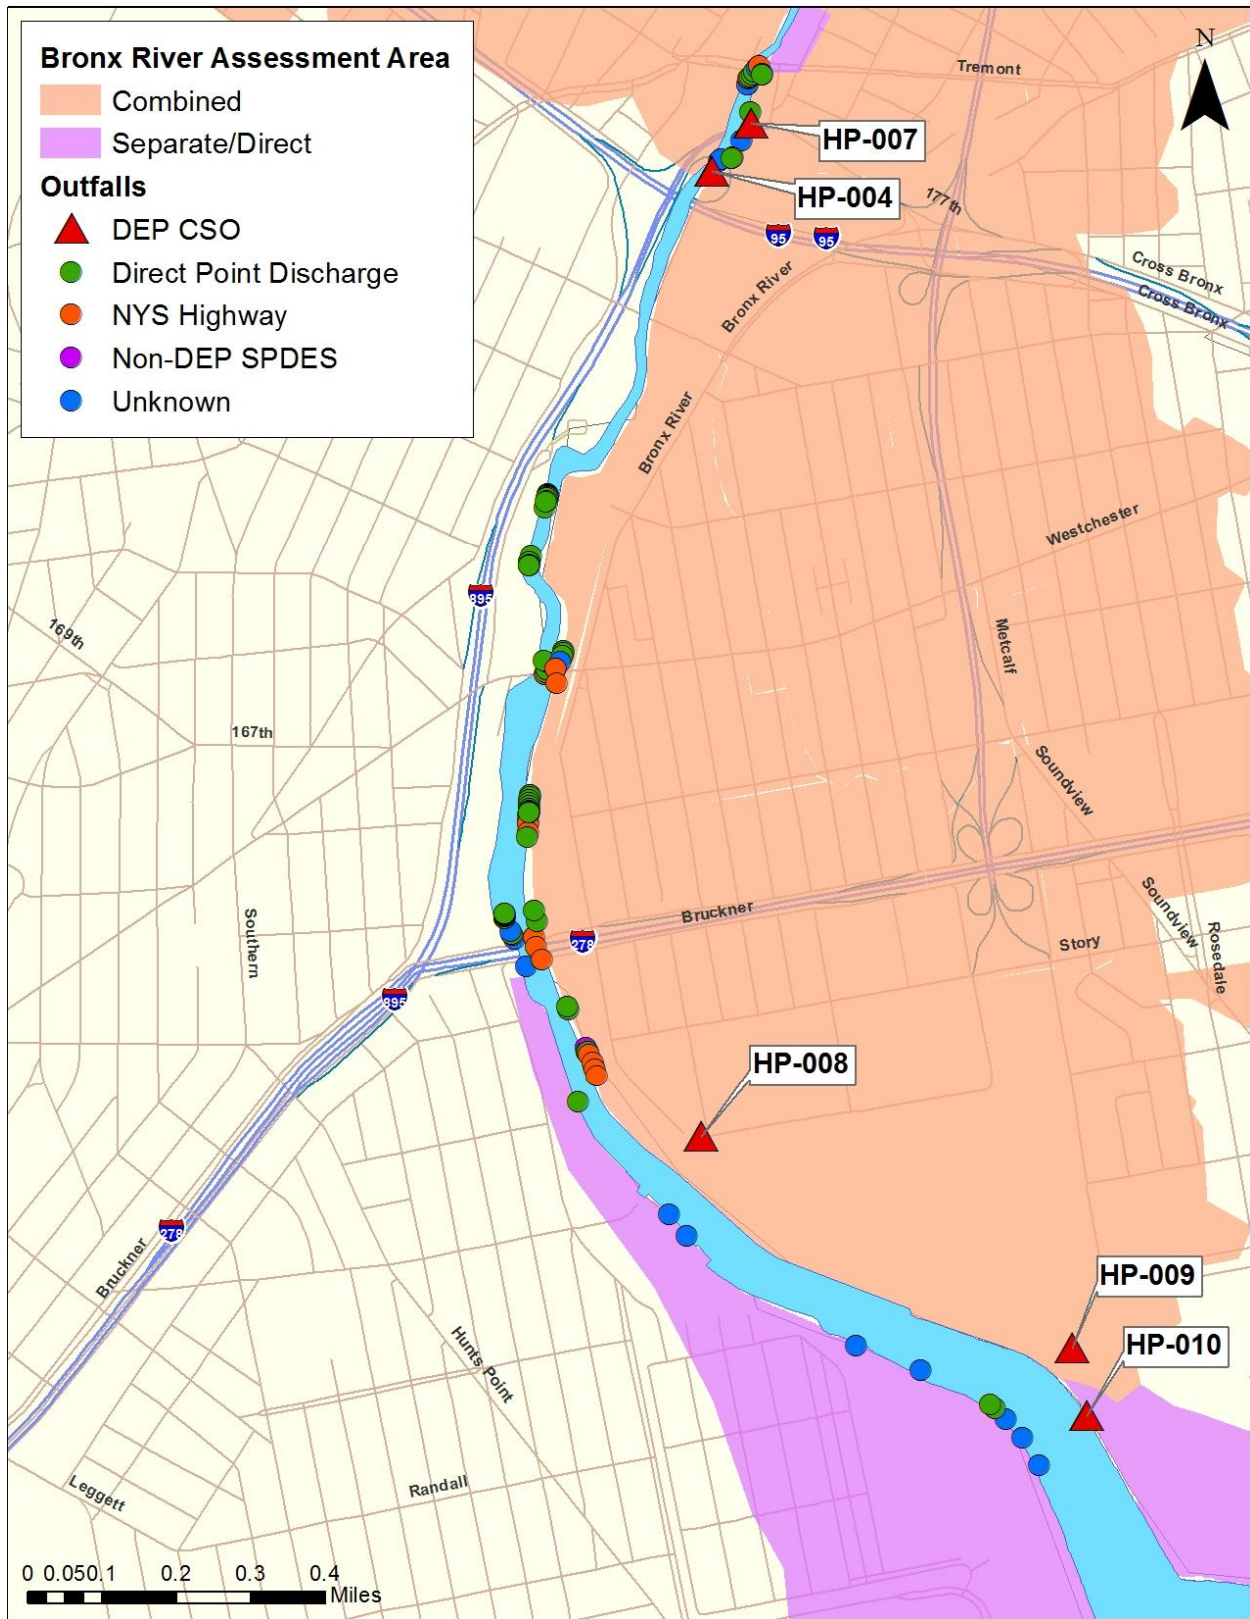 Bronx River Assessment Area
Combined
Separate/Direct
Outfalls
DEP CSO
Direct Point Discharge
NYS Highway
Non-DEP SPDES
Unknown
N
Tremont
HP-007
HP-004
177th
95
95
Cross Bronx
Cross Bronx
Bronx River
Bronx River
Westchester
895
169th
Metcalf
167th
Soundview
Southern
Bruckner
278
Soundview
Story
Rosedale
895
HP-008
278
Bruckner
HP-009
HP-010
Hunts Point
Leggett
Randall
0 0.050.1 0.2 0.3 0.4
Miles